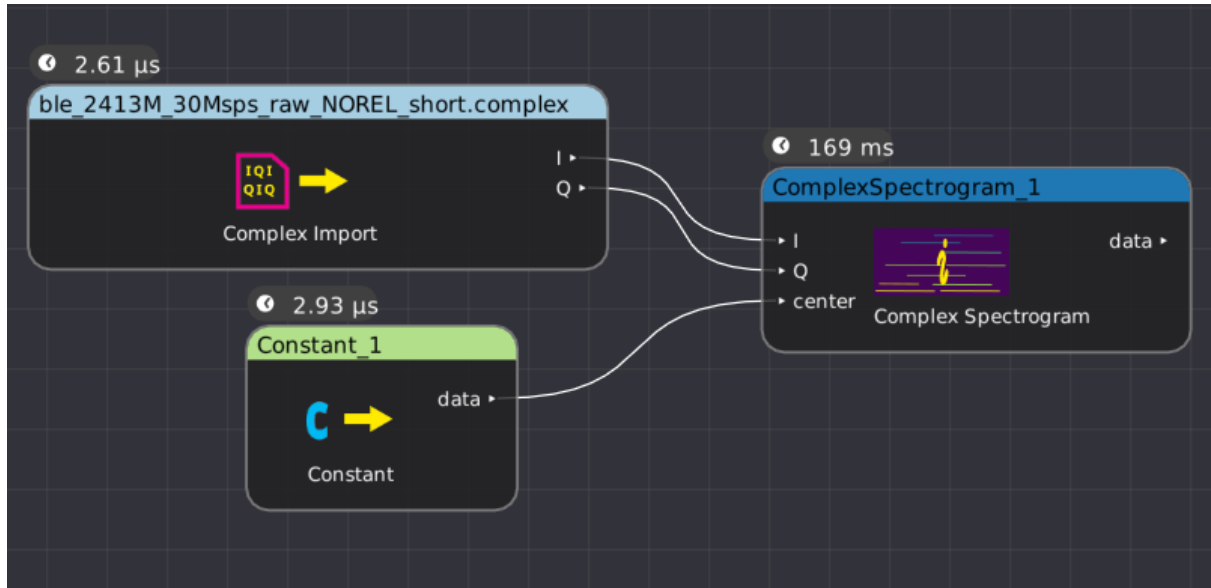 2.61 µs
ble_2413M_30Msps_raw_NOREL_short.complex
I
Q
IQI
QIQ
Complex Import
2.93 µs
Constant_1
data
C
Constant
169 ms
ComplexSpectrogram_1
I
Q
center
data
i
Complex Spectrogram